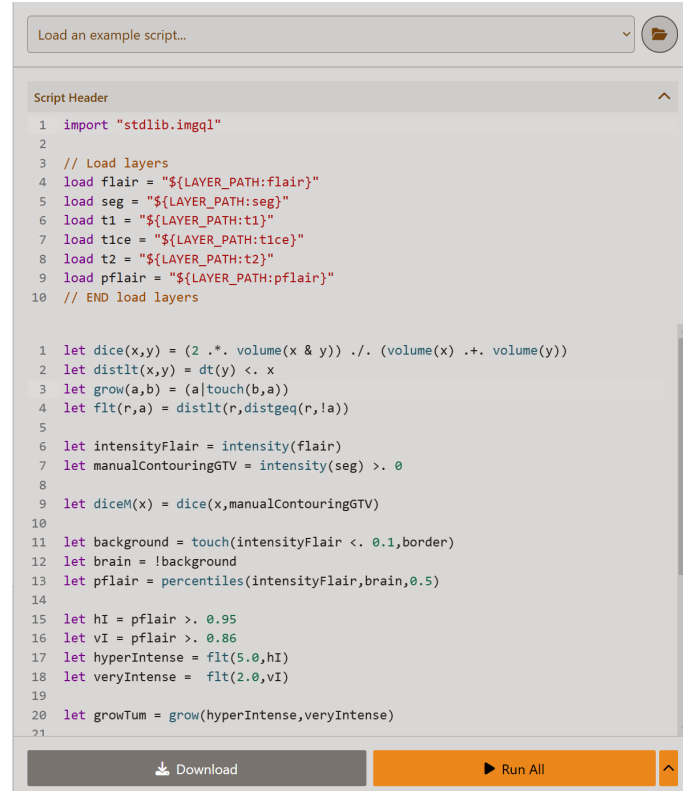 Load an example script...
Script Header
1 import "stdlib.imgql"
2
3 // Load layers
4 load flair = "${LAYER_PATH:flair}"
5 load seg = "${LAYER_PATH:seg}"
6 load t1 = "${LAYER_PATH:t1}"
7 load t1ce = "${LAYER_PATH:t1ce}"
8 load t2 = "${LAYER_PATH:t2}"
9 load pflair = "${LAYER_PATH:pflair}"
10 // END load layers
1 let dice(x,y) = (2 .*. volume(x & y)) ./. (volume(x) .+. volume(y))
2 let distlt(x,y) = dt(y) <. x
3 let grow(a,b) = (a|touch(b,a))
4 let flt(r,a) = distlt(r,distgeq(r,!a))
5
6 let intensityFlair = intensity(flair)
7 let manualContouringGTV = intensity(seg) >. 0
8
9 let diceM(x) = dice(x,manualContouringGTV)
10
11 let background = touch(intensityFlair <. 0.1,border)
12 let brain = !background
13 let pflair = percentiles(intensityFlair,brain,0.5)
14
15 let hI = pflair >. 0.95
16 let vI = pflair >. 0.86
17 let hyperIntense = flt(5.0,hI)
18 let veryIntense =  flt(2.0,vI)
19
20 let growTum = grow(hyperIntense,veryIntense)
21
Download
Run All